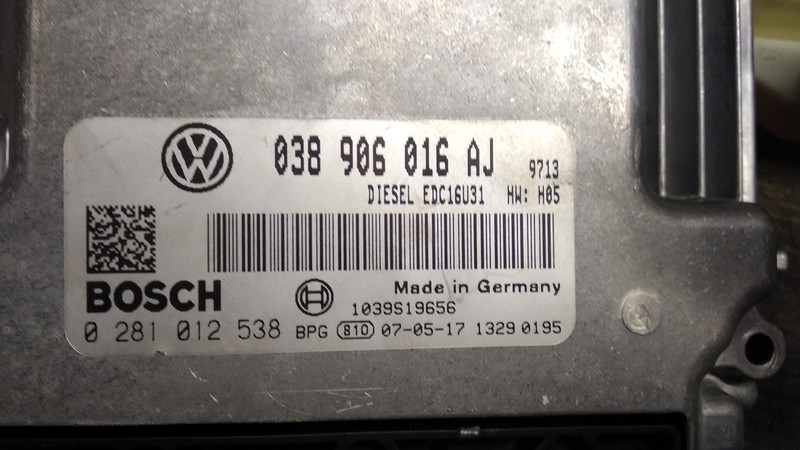 038 906 016 AJ 9713
DIESEL EDC16U31 HW: H05
Made in Germany
BOSCH
1039S19656
0 281 012 538 BPG 810 07-05-17 1329 0195